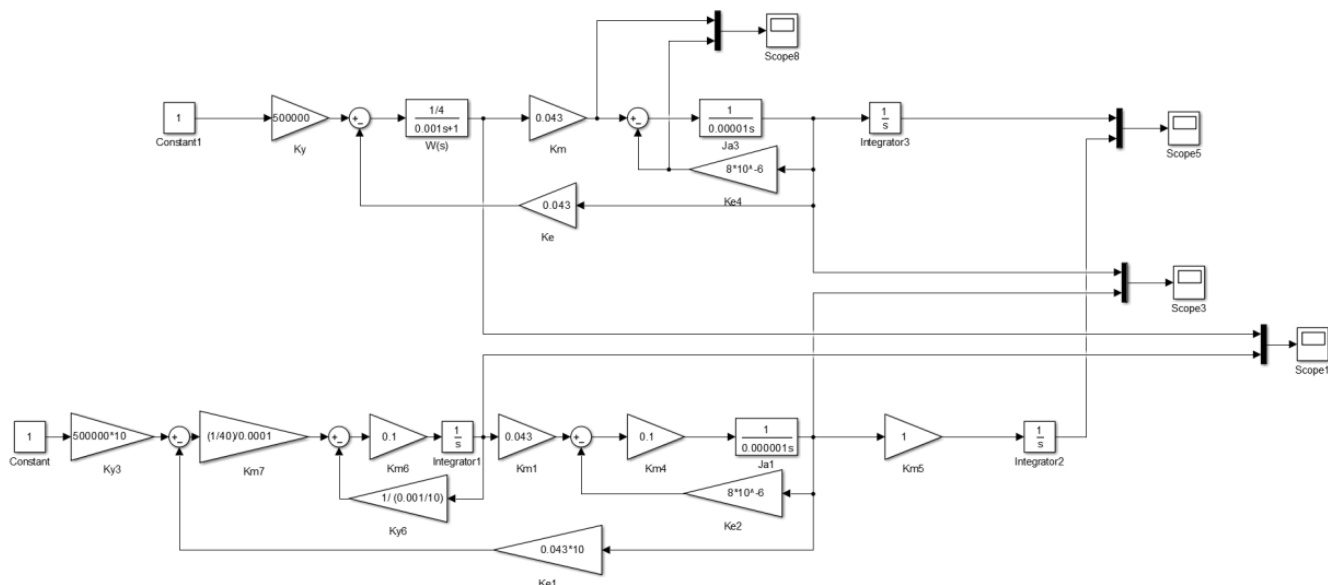 Scope8
1
Constant1
500000
Ky
+
−
1/4
0.001s+1
W(s)
0.043
Km
+
−
1
0.00001s
Ja3
1
s
Integrator3
Scope5
8*10^-6
Ke4
0.043
Ke
Scope3
Scope1
1
Constant
500000*10
Ky3
+
−
(1/40)/0.0001
Km7
+
−
0.1
Km6
1
s
Integrator1
0.043
Km1
+
−
0.1
Km4
1
0.000001s
Ja1
1
Km5
1
s
Integrator2
1/ (0.001/10)
Ky6
8*10^-6
Ke2
0.043*10
Ke1